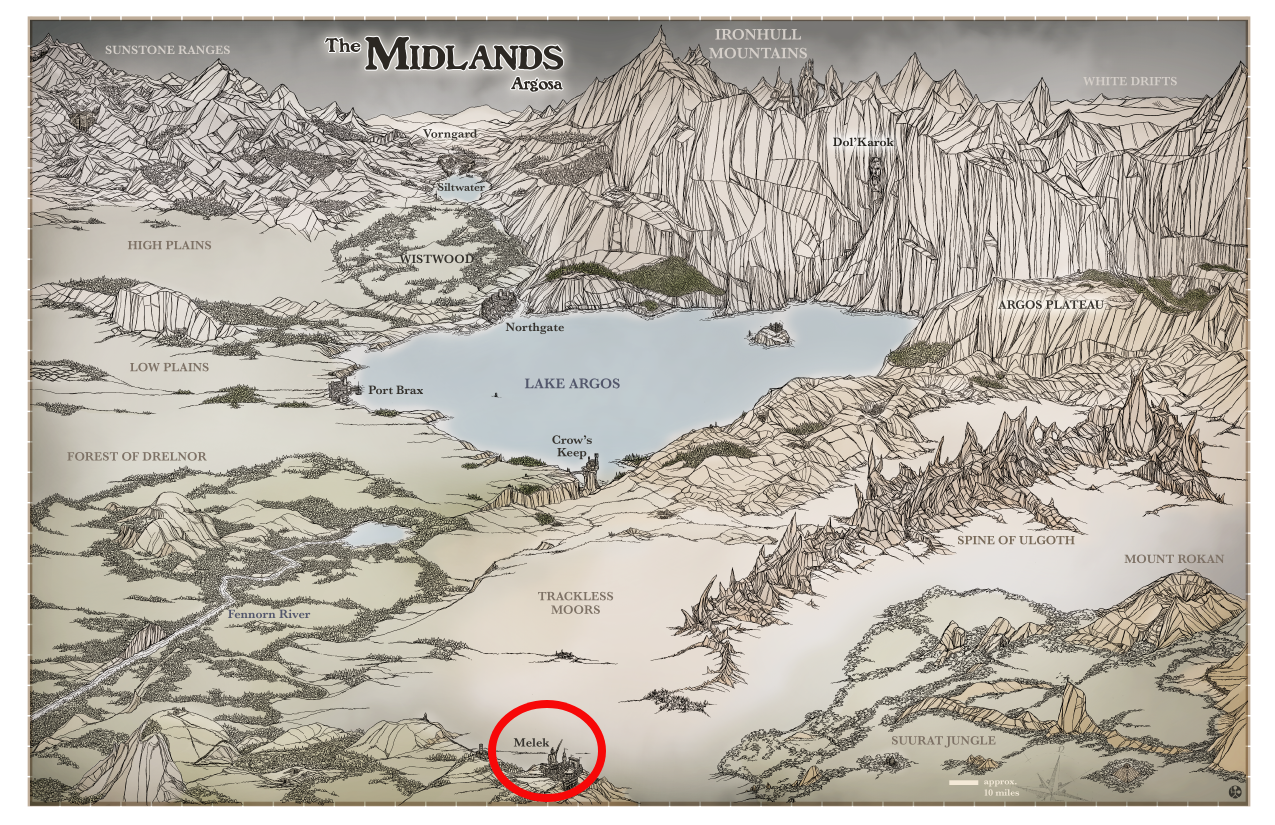 SUNSTONE RANGES
The MIDLANDS
Argosa
IRONHULL
MOUNTAINS
WHITE DRIFTS
Vorngard
Dol'Karok
Siltwater
HIGH PLAINS
WISTWOOD
ARGOS PLATEAU
Northgate
LOW PLAINS
LAKE ARGOS
Port Brax
Crow's
Keep
FOREST OF DRELNOR
SPINE OF ULGOTH
MOUNT ROKAN
TRACKLESS
MOORS
Fennorn River
Melek
SUURAT JUNGLE
approx.
10 miles